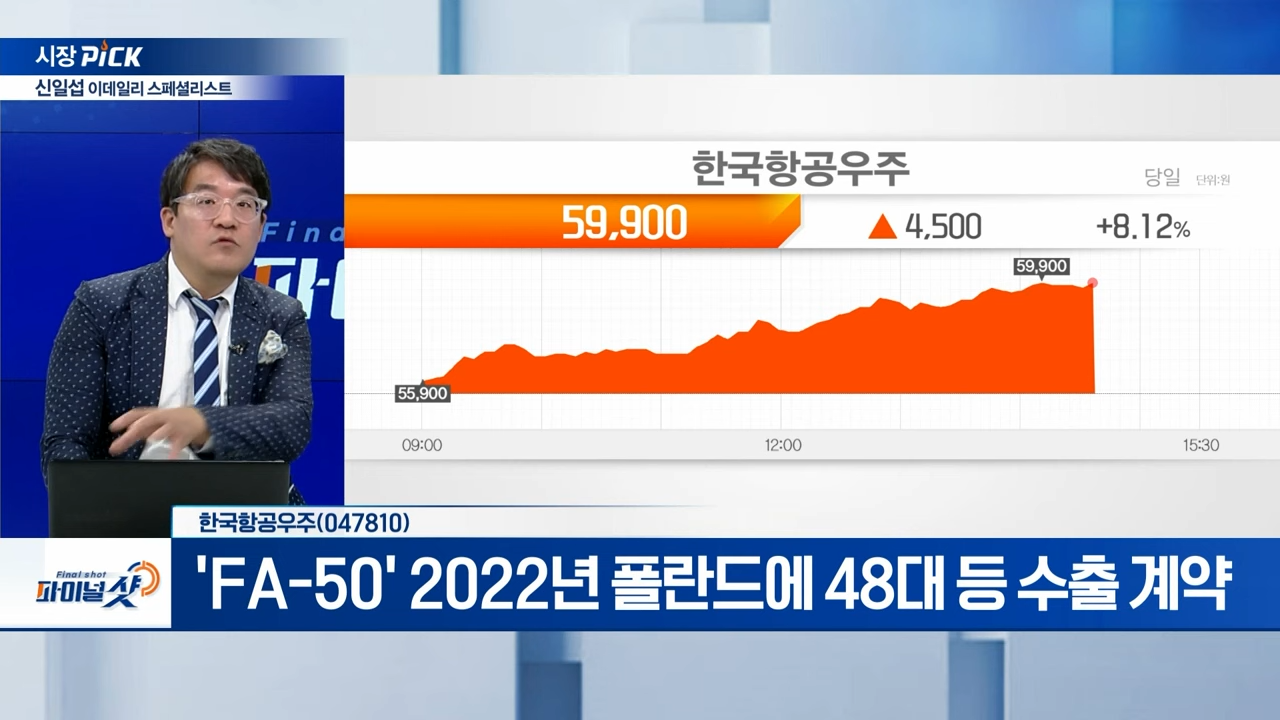 시장 PiCK
신일섭 이데일리 스페셜리스트
한국항공우주
당일 단위:원
59,900 ▲ 4,500 +8.12%
Fina
파이
59,900
55,900
09:00 12:00 15:30
한국항공우주(047810)
Final shot
파이널샷
'FA-50' 2022년 폴란드에 48대 등 수출 계약